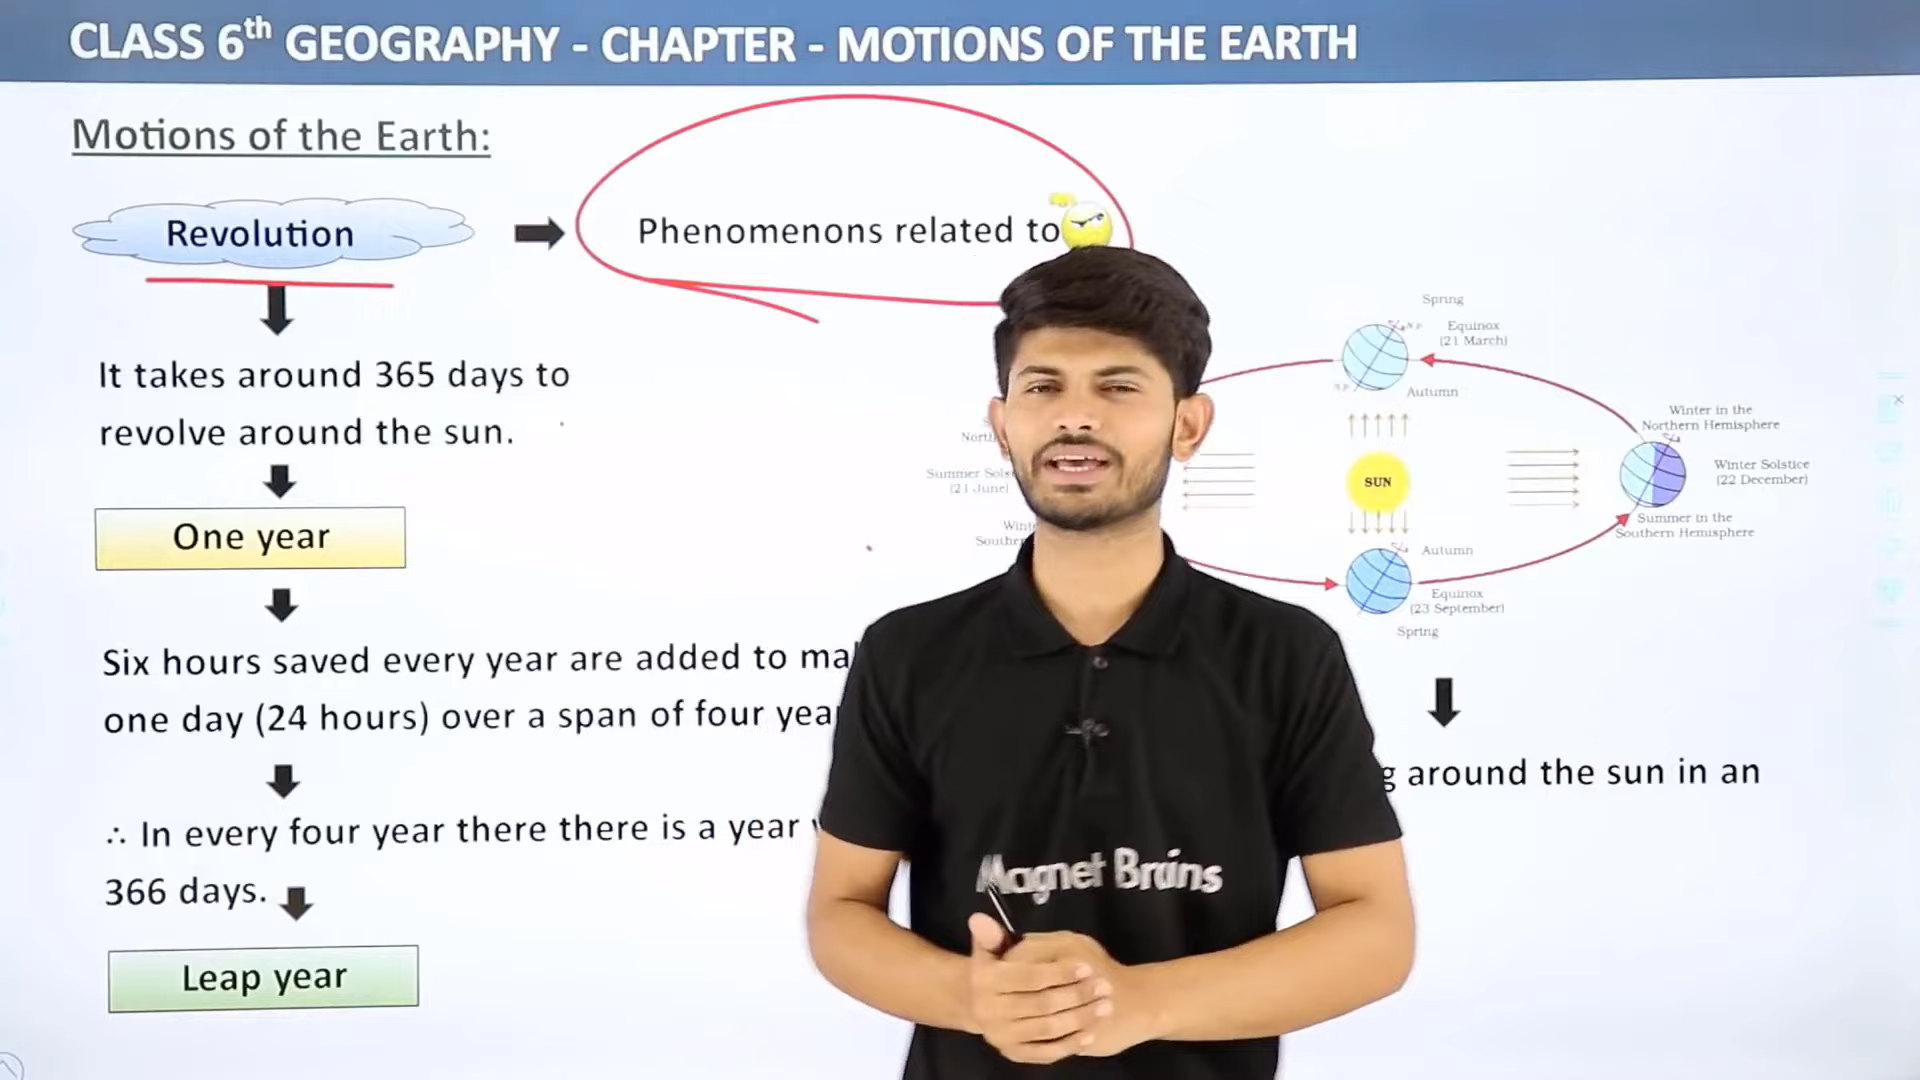 CLASS 6th GEOGRAPHY - CHAPTER - MOTIONS OF THE EARTH
Motions of the Earth:
Revolution
Phenomenons related to
It takes around 365 days to
revolve around the sun.
One year
Six hours saved every year are added to
one day (24 hours) over a span of four
∴ In every four year there there is a year
366 days.
Leap year
Spring
Equinox
(21 March)
Autumn
Winter in the
Northern Hemisphere
Winter Solstice
(22 December)
Summer in the
Southern Hemisphere
SUN
Summer
(21 June)
Autumn
Equinox
(23 September)
Spring
around the sun in an
Magnet Brains